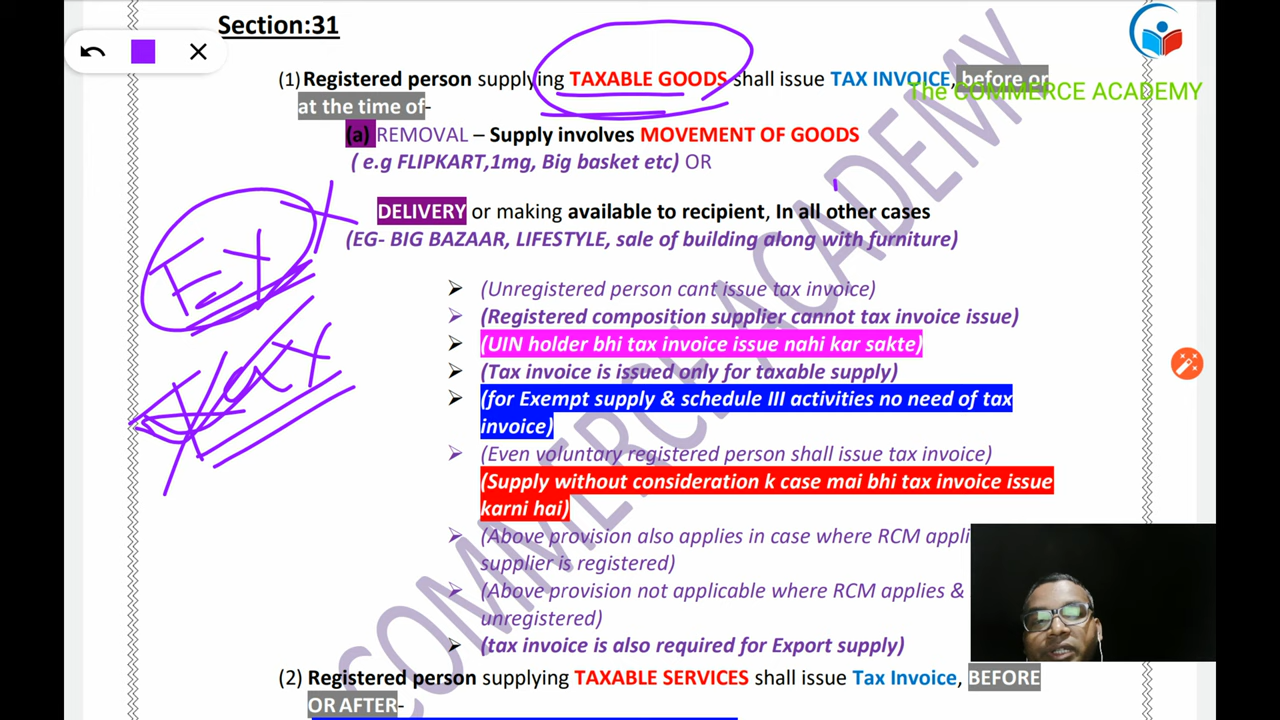 Section:31
(1) Registered person supplying TAXABLE GOODS shall issue TAX INVOICE, before or
The COMMERCE ACADEMY
at the time of-
(a) REMOVAL – Supply involves MOVEMENT OF GOODS
( e.g FLIPKART,1mg, Big basket etc) OR
DELIVERY or making available to recipient, In all other cases
(EG- BIG BAZAAR, LIFESTYLE, sale of building along with furniture)
Ex
➢ (Unregistered person cant issue tax invoice)
➢ (Registered composition supplier cannot tax invoice issue)
➢ (UIN holder bhi tax invoice issue nahi kar sakte)
➢ (Tax invoice is issued only for taxable supply)
➢ (for Exempt supply & schedule III activities no need of tax
invoice)
➢ (Even voluntary registered person shall issue tax invoice)
(Supply without consideration k case mai bhi tax invoice issue
karni hai)
➢ (Above provision also applies in case where RCM appli
supplier is registered)
➢ (Above provision not applicable where RCM applies &
unregistered)
➢ (tax invoice is also required for Export supply)
(2) Registered person supplying TAXABLE SERVICES shall issue Tax Invoice, BEFORE
OR AFTER-
COMMERCE ACADEMY